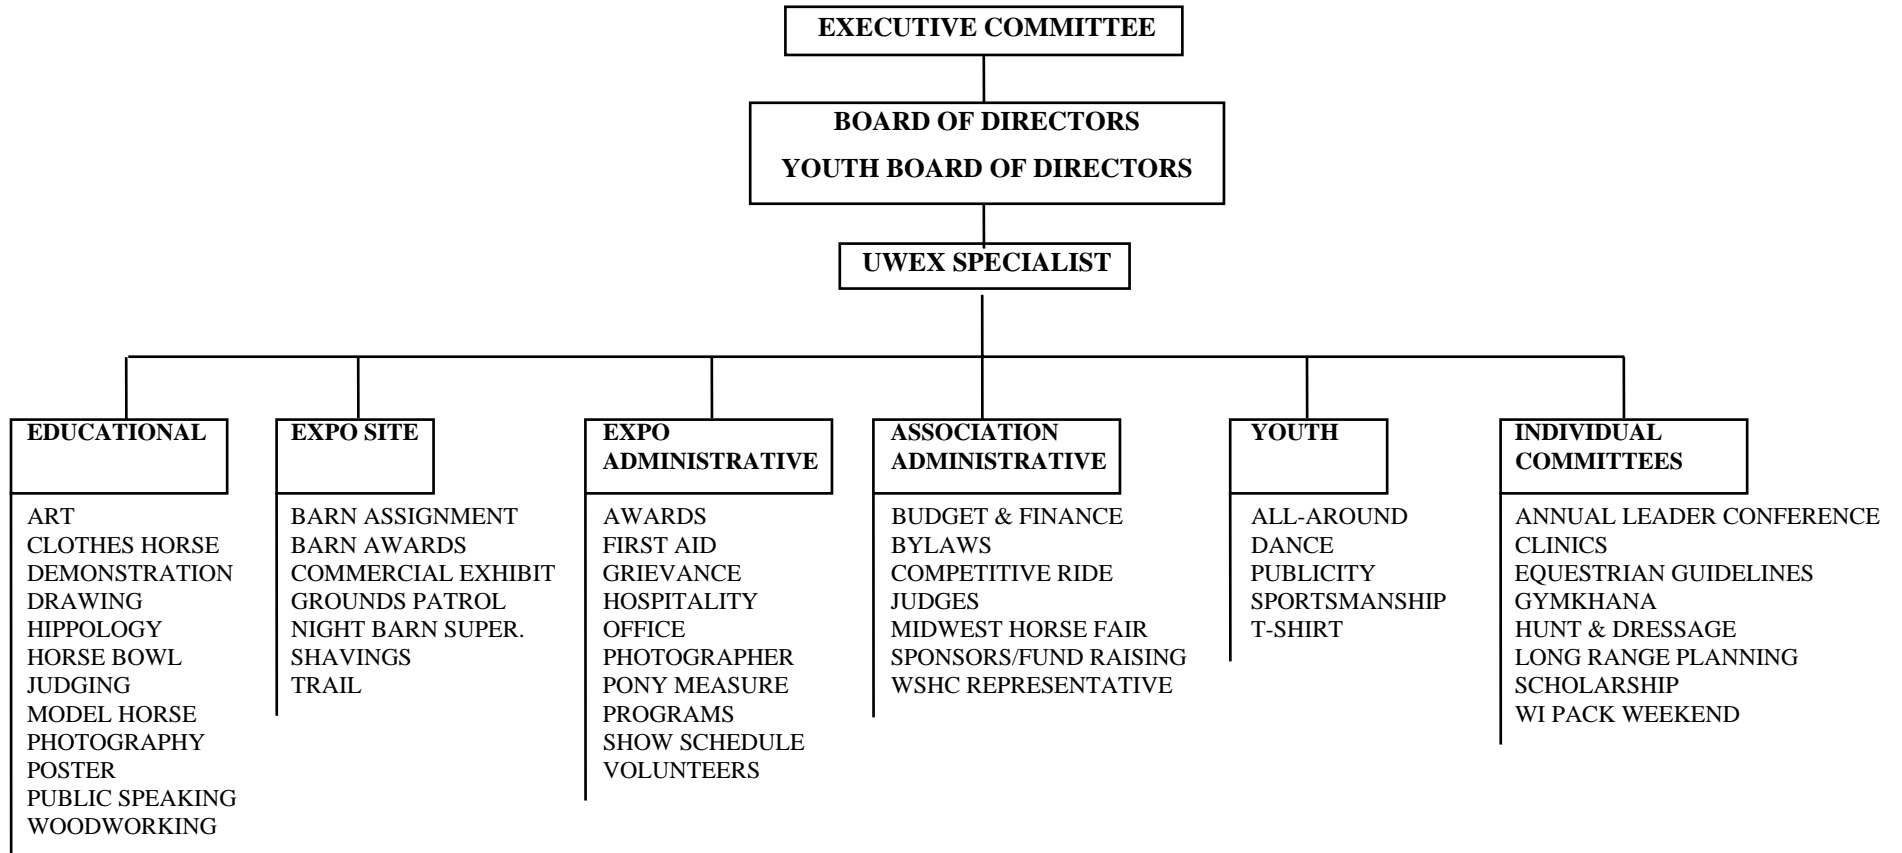 EXECUTIVE COMMITTEE
BOARD OF DIRECTORS
YOUTH BOARD OF DIRECTORS
UWEX SPECIALIST
EDUCATIONAL
ART
CLOTHES HORSE
DEMONSTRATION
DRAWING
HIPPOLOGY
HORSE BOWL
JUDGING
MODEL HORSE
PHOTOGRAPHY
POSTER
PUBLIC SPEAKING
WOODWORKING
EXPO SITE
BARN ASSIGNMENT
BARN AWARDS
COMMERCIAL EXHIBIT
GROUNDS PATROL
NIGHT BARN SUPER.
SHAVINGS
TRAIL
EXPO
ADMINISTRATIVE
AWARDS
FIRST AID
GRIEVANCE
HOSPITALITY
OFFICE
PHOTOGRAPHER
PONY MEASURE
PROGRAMS
SHOW SCHEDULE
VOLUNTEERS
ASSOCIATION
ADMINISTRATIVE
BUDGET & FINANCE
BYLAWS
COMPETITIVE RIDE
JUDGES
MIDWEST HORSE FAIR
SPONSORS/FUND RAISING
WSHC REPRESENTATIVE
YOUTH
ALL-AROUND
DANCE
PUBLICITY
SPORTSMANSHIP
T-SHIRT
INDIVIDUAL
COMMITTEES
ANNUAL LEADER CONFERENCE
CLINICS
EQUESTRIAN GUIDELINES
GYMKHANA
HUNT & DRESSAGE
LONG RANGE PLANNING
SCHOLARSHIP
WI PACK WEEKEND